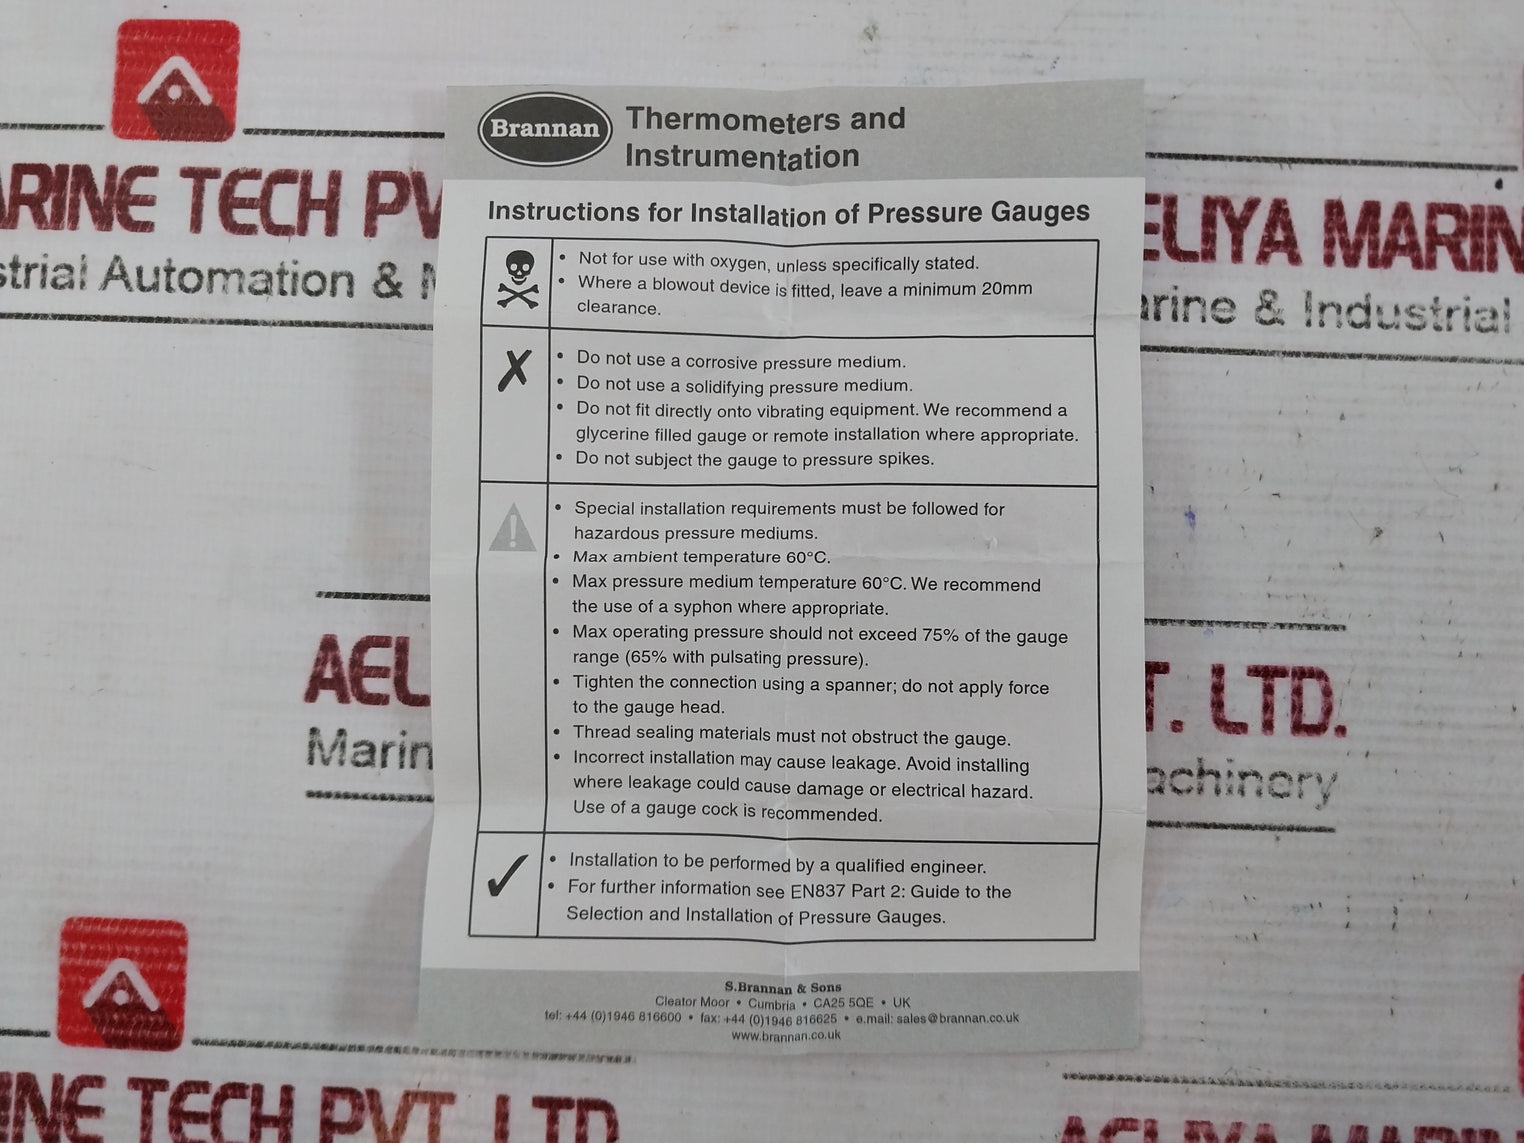 Brannan
Thermometers and
Instrumentation
Instructions for Installation of Pressure Gauges
• Not for use with oxygen, unless specifically stated.
• Where a blowout device is fitted, leave a minimum 20mm
clearance.
• Do not use a corrosive pressure medium.
• Do not use a solidifying pressure medium.
• Do not fit directly onto vibrating equipment. We recommend a
glycerine filled gauge or remote installation where appropriate.
• Do not subject the gauge to pressure spikes.
• Special installation requirements must be followed for
hazardous pressure mediums.
• Max ambient temperature 60°C.
• Max pressure medium temperature 60°C. We recommend
the use of a syphon where appropriate.
• Max operating pressure should not exceed 75% of the gauge
range (65% with pulsating pressure).
• Tighten the connection using a spanner; do not apply force
to the gauge head.
• Thread sealing materials must not obstruct the gauge.
• Incorrect installation may cause leakage. Avoid installing
where leakage could cause damage or electrical hazard.
Use of a gauge cock is recommended.
• Installation to be performed by a qualified engineer.
• For further information see EN837 Part 2: Guide to the
Selection and Installation of Pressure Gauges.
S.Brannan & Sons
Cleator Moor • Cumbria • CA25 5QE • UK
tel: +44 (0)1946 816600 • fax: +44 (0)1946 816625 • e.mail: sales@brannan.co.uk
www.brannan.co.uk
ARINE TECH PV
strial Automation & M
ELIYA MARIN
arine & Industrial
AEL
Marin
T. LTD.
achinery
INE TECH PVT. LTD
AELIYA MARIN